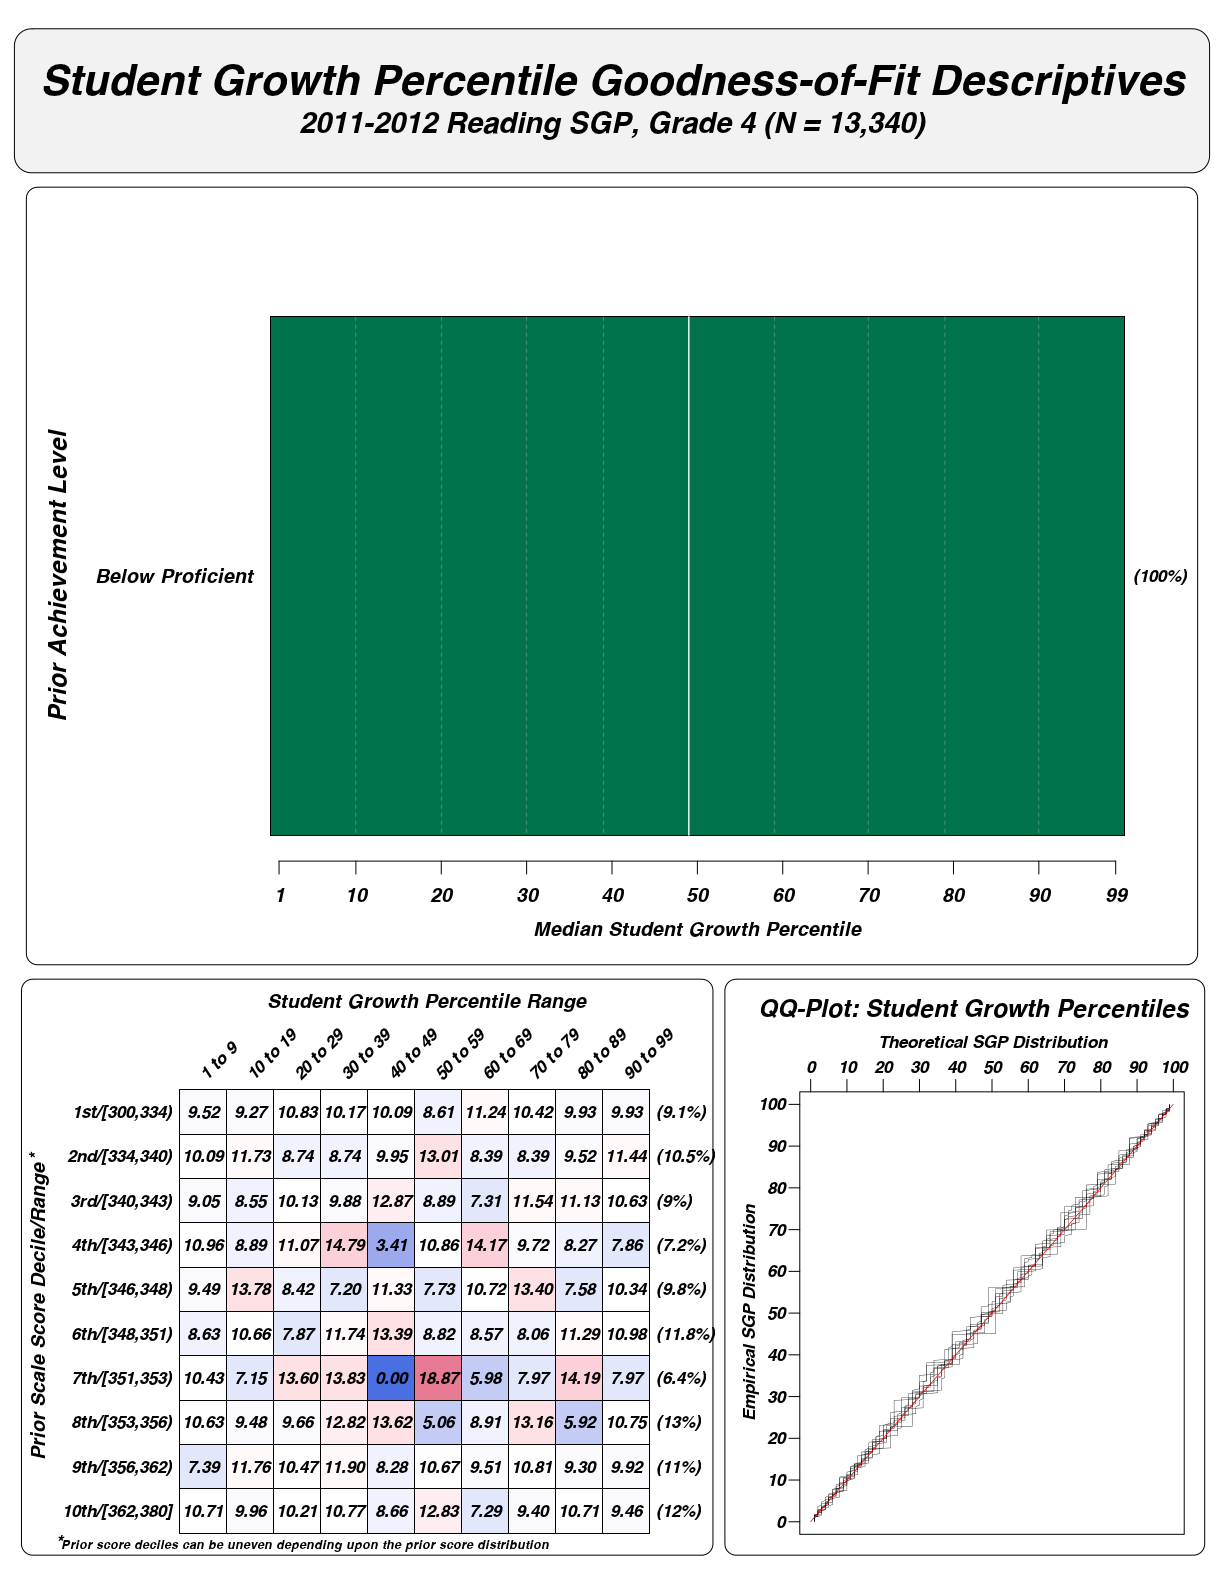 Student Growth Percentile Goodness-of-Fit Descriptives
2011-2012 Reading SGP, Grade 4 (N = 13,340)
Prior Achievement Level
Below Proficient
(100%)
1 10 20 30 40 50 60 70 80 90 99
Median Student Growth Percentile
Student Growth Percentile Range
1 to 9 10 to 19 20 to 29 30 to 39 40 to 49 50 to 59 60 to 69 70 to 79 80 to 89 90 to 99
Prior Scale Score Decile/Range*
1st/[300,334) 9.52 9.27 10.83 10.17 10.09 8.61 11.24 10.42 9.93 9.93 (9.1%)
2nd/[334,340) 10.09 11.73 8.74 8.74 9.95 13.01 8.39 8.39 9.52 11.44 (10.5%)
3rd/[340,343) 9.05 8.55 10.13 9.88 12.87 8.89 7.31 11.54 11.13 10.63 (9%)
4th/[343,346) 10.96 8.89 11.07 14.79 3.41 10.86 14.17 9.72 8.27 7.86 (7.2%)
5th/[346,348) 9.49 13.78 8.42 7.20 11.33 7.73 10.72 13.40 7.58 10.34 (9.8%)
6th/[348,351) 8.63 10.66 7.87 11.74 13.39 8.82 8.57 8.06 11.29 10.98 (11.8%)
7th/[351,353) 10.43 7.15 13.60 13.83 0.00 18.87 5.98 7.97 14.19 7.97 (6.4%)
8th/[353,356) 10.63 9.48 9.66 12.82 13.62 5.06 8.91 13.16 5.92 10.75 (13%)
9th/[356,362) 7.39 11.76 10.47 11.90 8.28 10.67 9.51 10.81 9.30 9.92 (11%)
10th/[362,380] 10.71 9.96 10.21 10.77 8.66 12.83 7.29 9.40 10.71 9.46 (12%)
*Prior score deciles can be uneven depending upon the prior score distribution
QQ-Plot: Student Growth Percentiles
Theoretical SGP Distribution
0 10 20 30 40 50 60 70 80 90 100
Empirical SGP Distribution
100
90
80
70
60
50
40
30
20
10
0